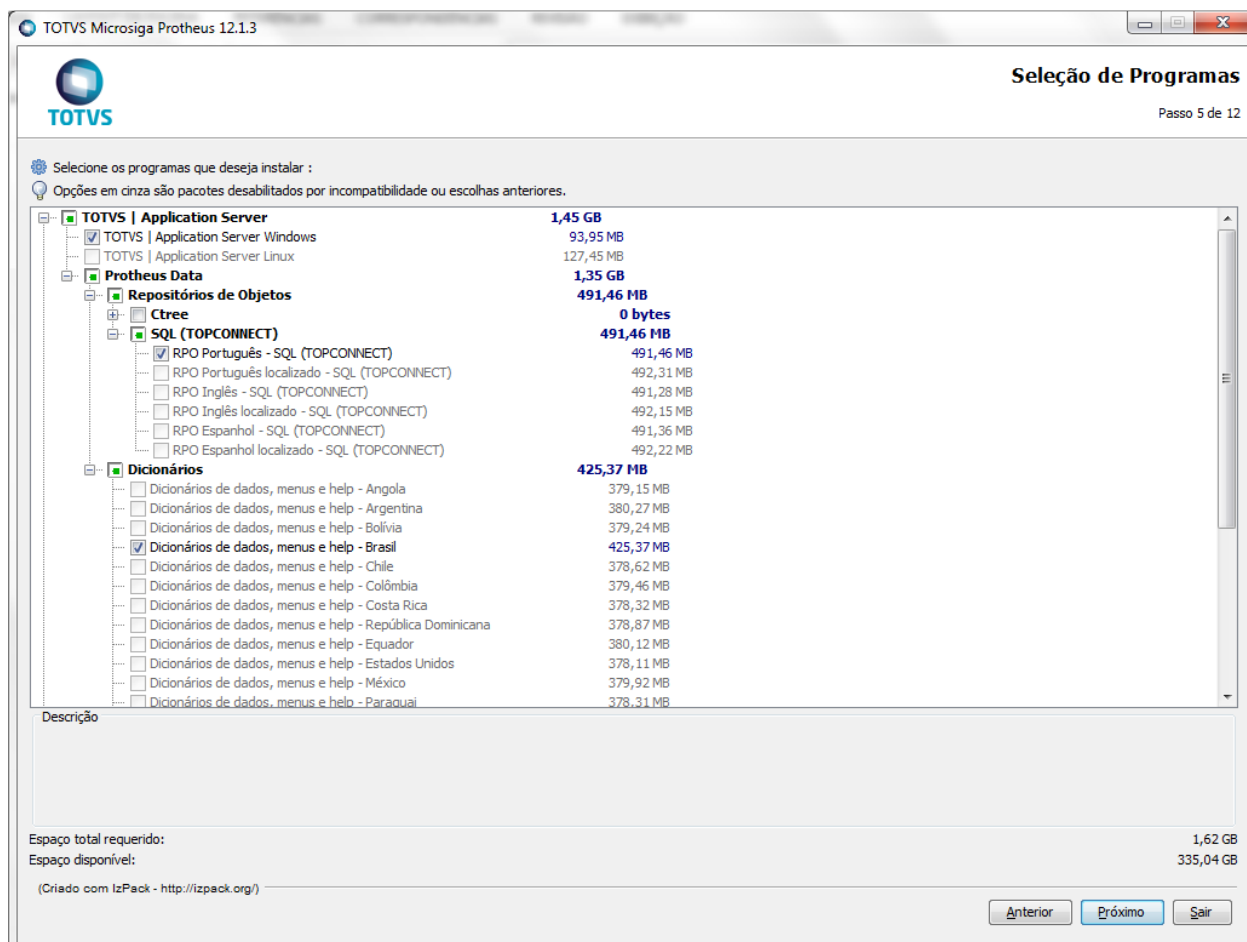 TOTVS Microsiga Protheus 12.1.3
TOTVS
Seleção de Programas
Passo 5 de 12
Selecione os programas que deseja instalar :
Opções em cinza são pacotes desabilitados por incompatibilidade ou escolhas anteriores.
TOTVS | Application Server 1,45 GB
TOTVS | Application Server Windows 93,95 MB
TOTVS | Application Server Linux 127,45 MB
Protheus Data 1,35 GB
Repositórios de Objetos 491,46 MB
Ctree 0 bytes
SQL (TOPCONNECT) 491,46 MB
RPO Português - SQL (TOPCONNECT) 491,46 MB
RPO Português localizado - SQL (TOPCONNECT) 492,31 MB
RPO Inglês - SQL (TOPCONNECT) 491,28 MB
RPO Inglês localizado - SQL (TOPCONNECT) 492,15 MB
RPO Espanhol - SQL (TOPCONNECT) 491,36 MB
RPO Espanhol localizado - SQL (TOPCONNECT) 492,22 MB
Dicionários 425,37 MB
Dicionários de dados, menus e help - Angola 379,15 MB
Dicionários de dados, menus e help - Argentina 380,27 MB
Dicionários de dados, menus e help - Bolívia 379,24 MB
Dicionários de dados, menus e help - Brasil 425,37 MB
Dicionários de dados, menus e help - Chile 378,62 MB
Dicionários de dados, menus e help - Colômbia 379,46 MB
Dicionários de dados, menus e help - Costa Rica 378,32 MB
Dicionários de dados, menus e help - República Dominicana 378,87 MB
Dicionários de dados, menus e help - Equador 380,12 MB
Dicionários de dados, menus e help - Estados Unidos 378,11 MB
Dicionários de dados, menus e help - México 379,92 MB
Dicionários de dados, menus e help - Paraguai 378,31 MB
Descrição
Espaço total requerido: 1,62 GB
Espaço disponível: 335,04 GB
(Criado com IzPack - http://izpack.org/)
Anterior Próximo Sair